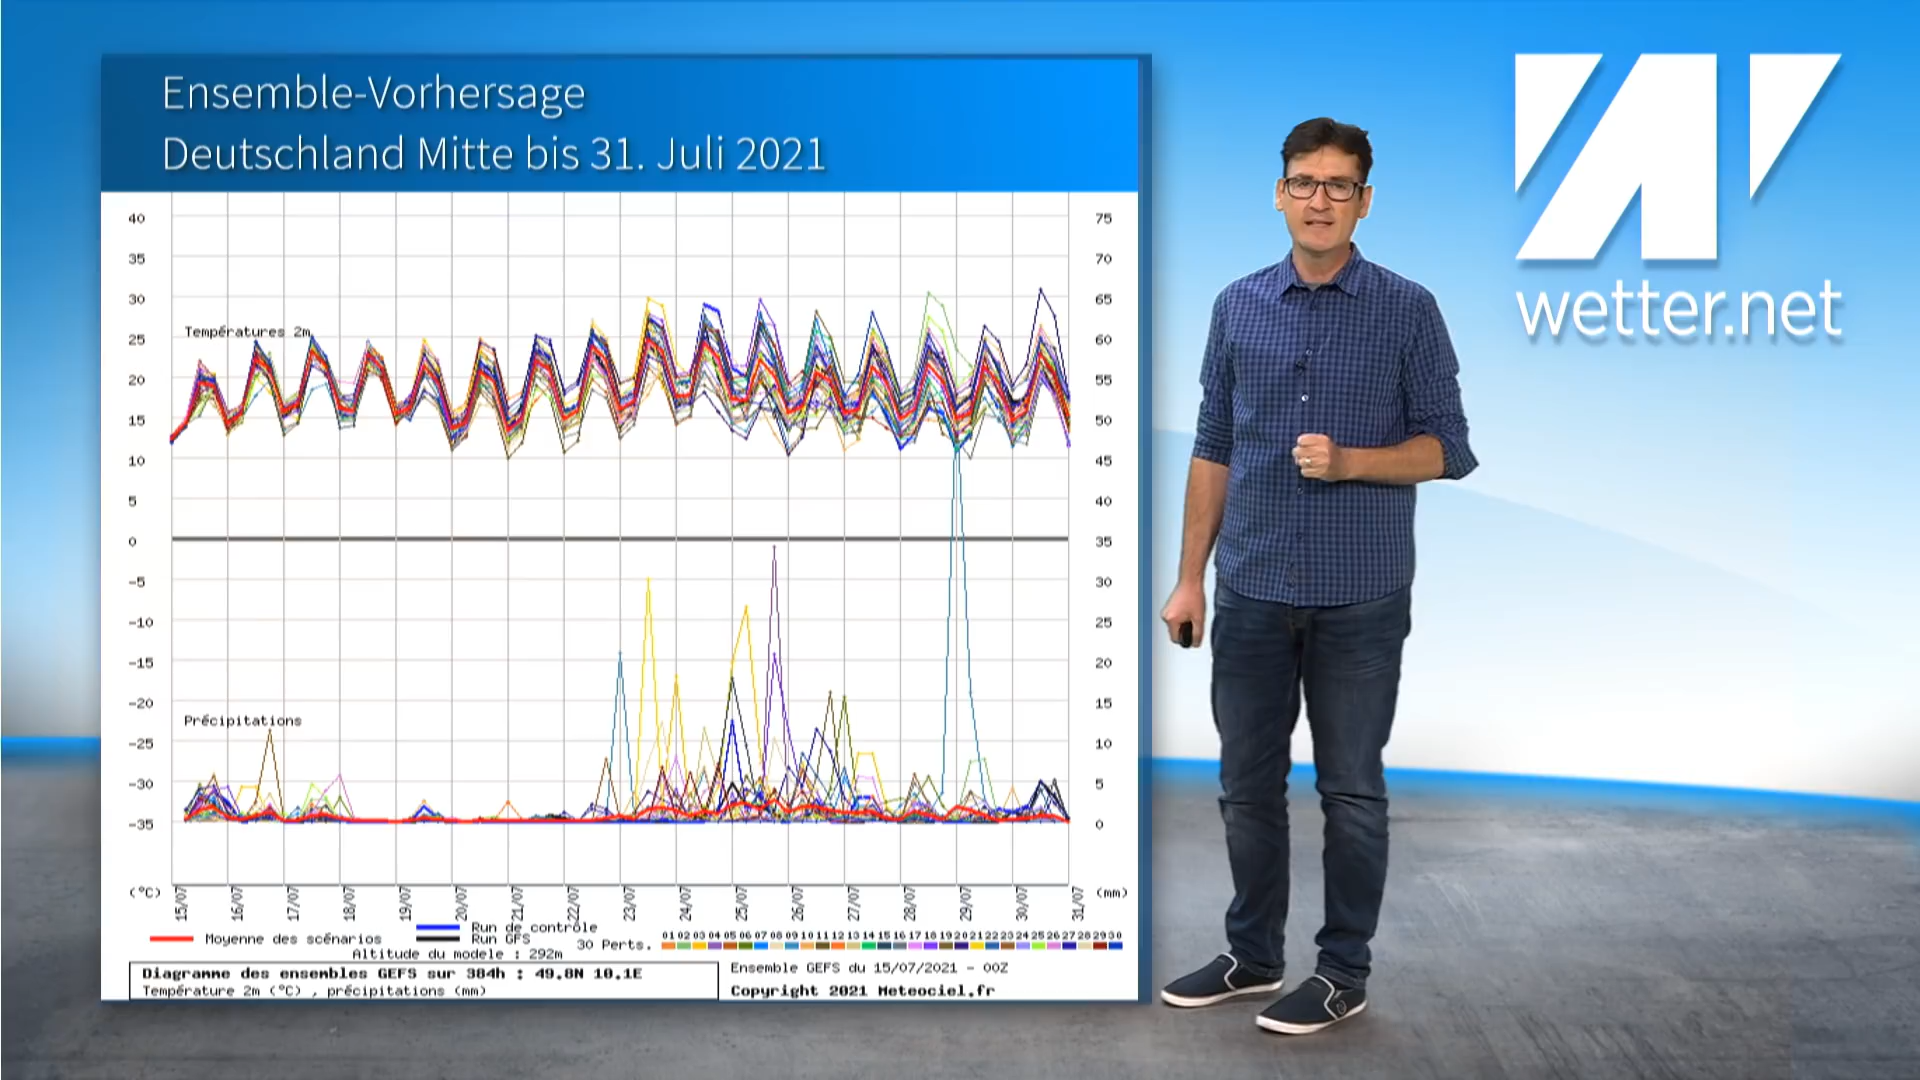 Ensemble-Vorhersage
Deutschland Mitte bis 31. Juli 2021
wetter.net
40
35
30
25
20
15
10
5
0
-5
-10
-15
-20
-25
-30
-35
(°C)
75
70
65
60
55
50
45
40
35
30
25
20
15
10
5
0
(mm)
Températures 2m
Précipitations
15/07
16/07
17/07
18/07
19/07
20/07
21/07
22/07
23/07
24/07
25/07
26/07
27/07
28/07
29/07
30/07
31/07
Moyenne des scénarios
Run de contrôle
Run GFS
30 Perts.
01 02 03 04 05 06 07 08 09 10 11 12 13 14 15 16 17 18 19 20 21 22 23 24 25 26 27 28 29 30
Altitude du modele : 292m
Diagramme des ensembles GEFS sur 384h : 49.8N 10.1E
Température 2m (°C) , précipitations (mm)
Ensemble GEFS du 15/07/2021 - 00Z
Copyright 2021 Meteociel.fr